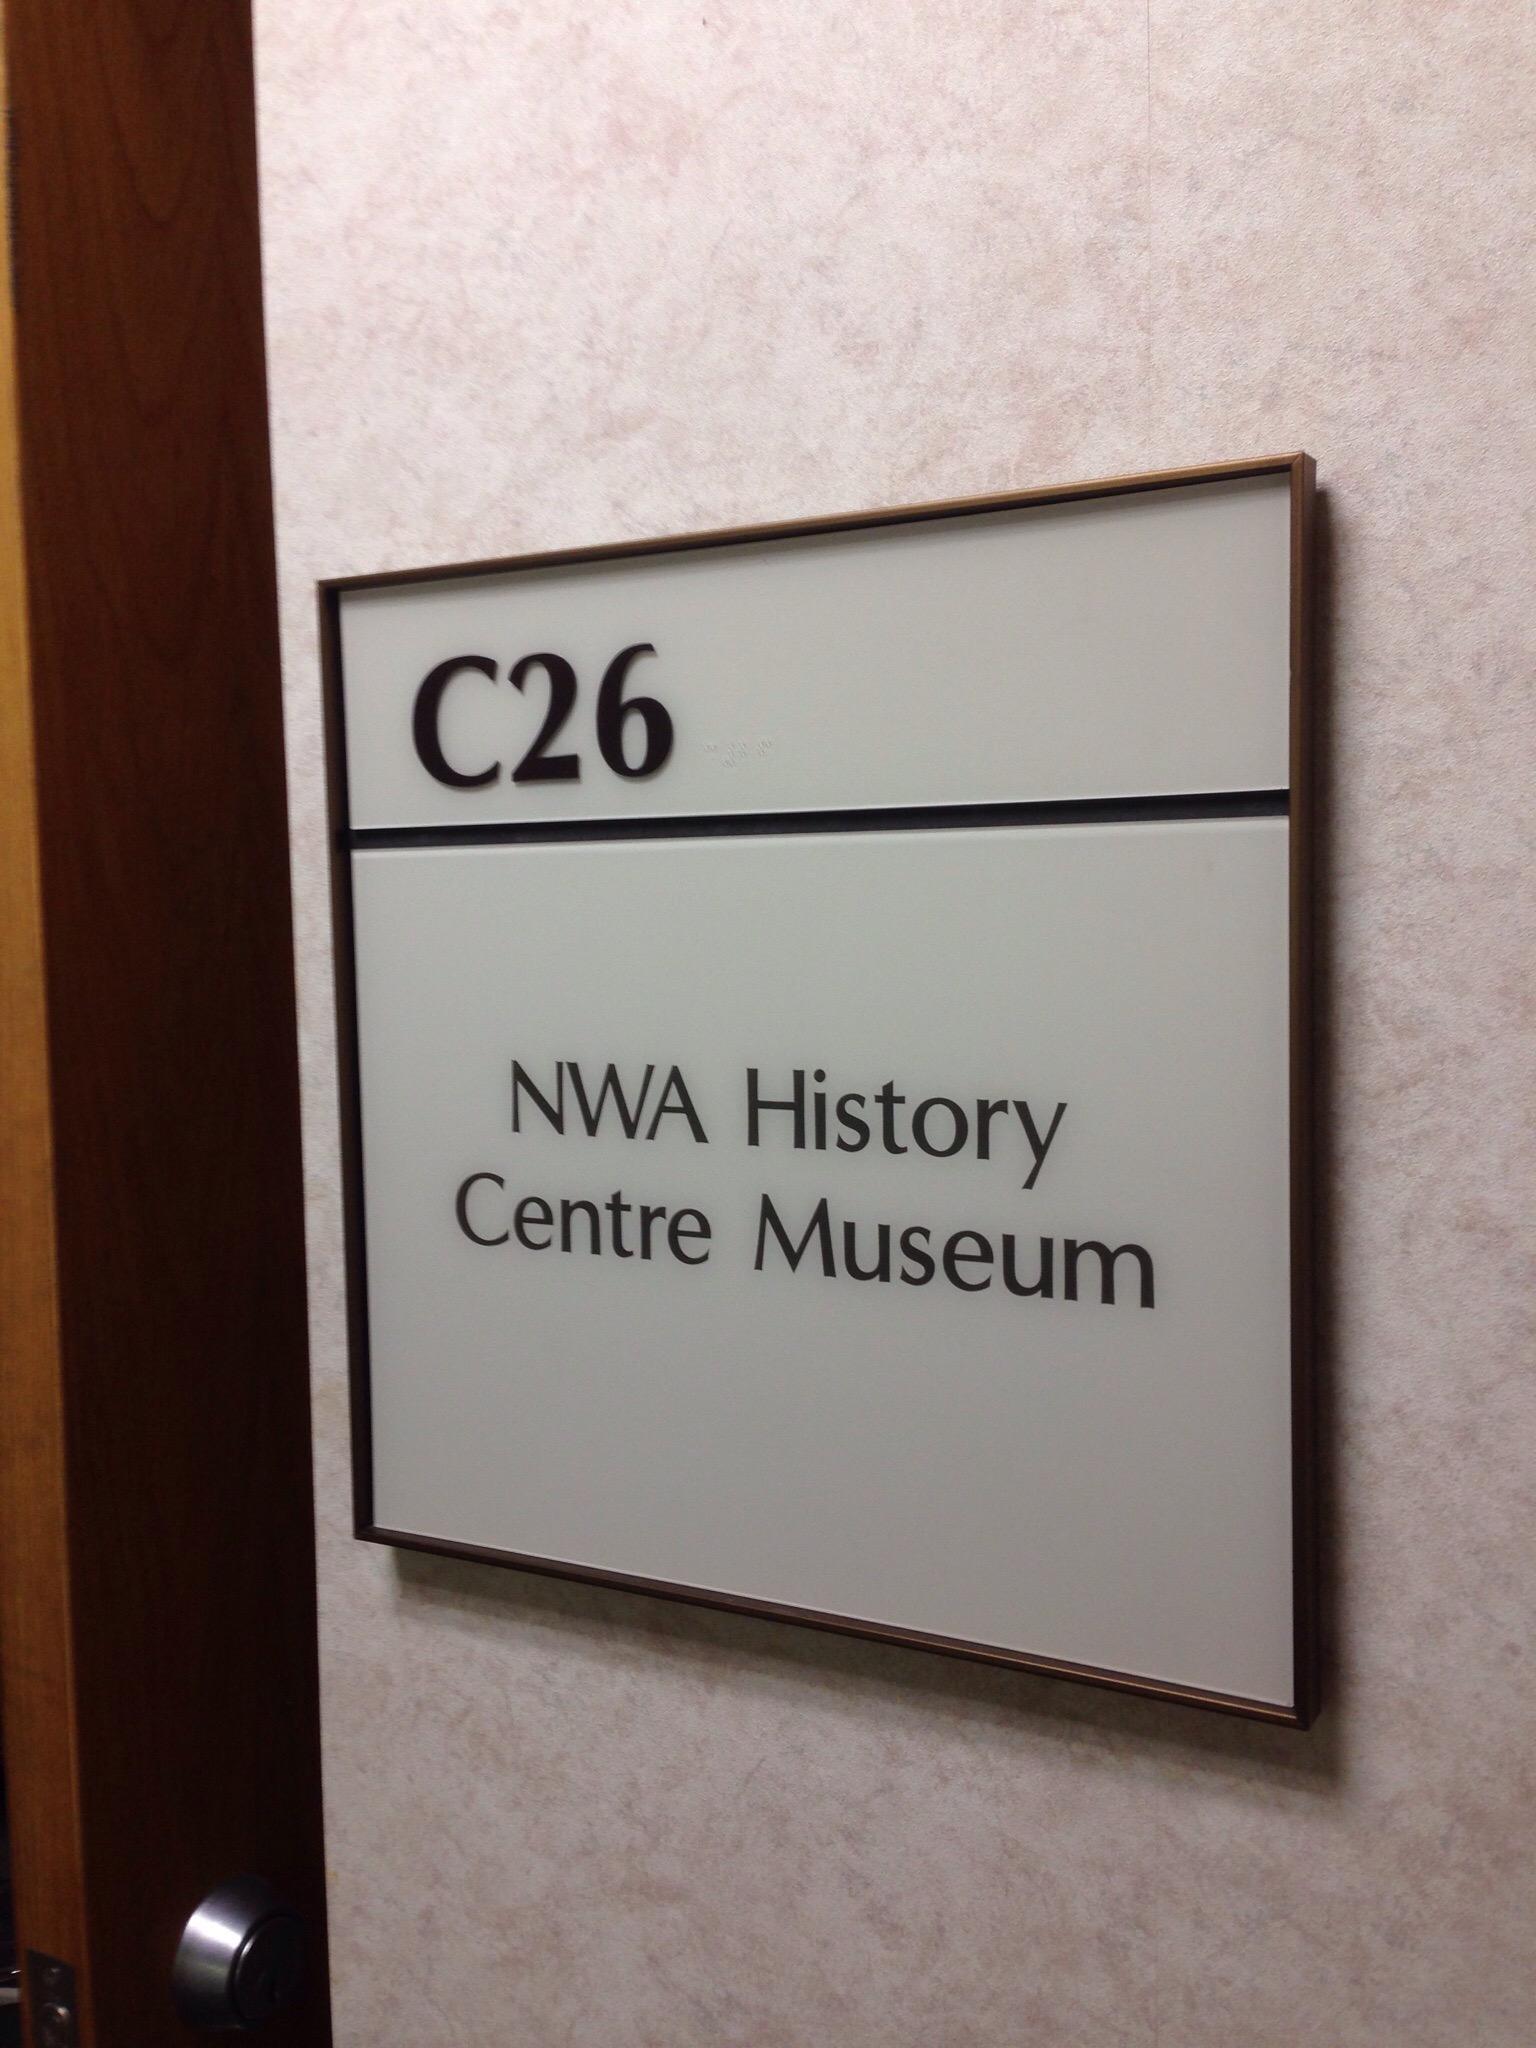 C26
NWA History
Centre Museum